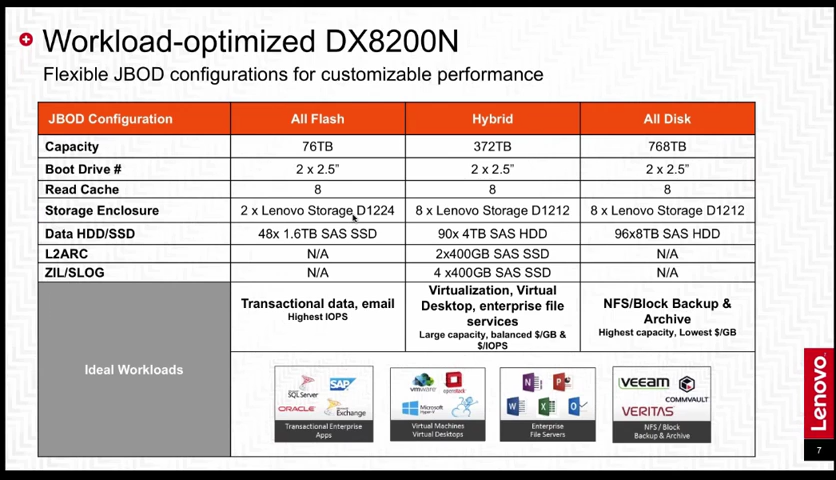 Workload-optimized DX8200N
Flexible JBOD configurations for customizable performance
JBOD Configuration All Flash Hybrid All Disk
Capacity 76TB 372TB 768TB
Boot Drive # 2 x 2.5” 2 x 2.5” 2 x 2.5”
Read Cache 8 8 8
Storage Enclosure 2 x Lenovo Storage D1224 8 x Lenovo Storage D1212 8 x Lenovo Storage D1212
Data HDD/SSD 48x 1.6TB SAS SSD 90x 4TB SAS HDD 96x8TB SAS HDD
L2ARC N/A 2x400GB SAS SSD N/A
ZIL/SLOG N/A 4 x400GB SAS SSD N/A
Ideal Workloads
Transactional data, email
Highest IOPS
Virtualization, Virtual
Desktop, enterprise file
services
Large capacity, balanced $/GB &
$/IOPS
NFS/Block Backup &
Archive
Highest capacity, Lowest $/GB
SQL Server SAP
ORACLE Exchange
Transactional Enterprise
Apps
vmware openstack
Microsoft
Hyper-V
Virtual Machines
Virtual Desktops
N P
W X O
Enterprise
File Servers
veeAM COMMVAULT
VERITAS
NFS / Block
Backup & Archive
Lenovo
7